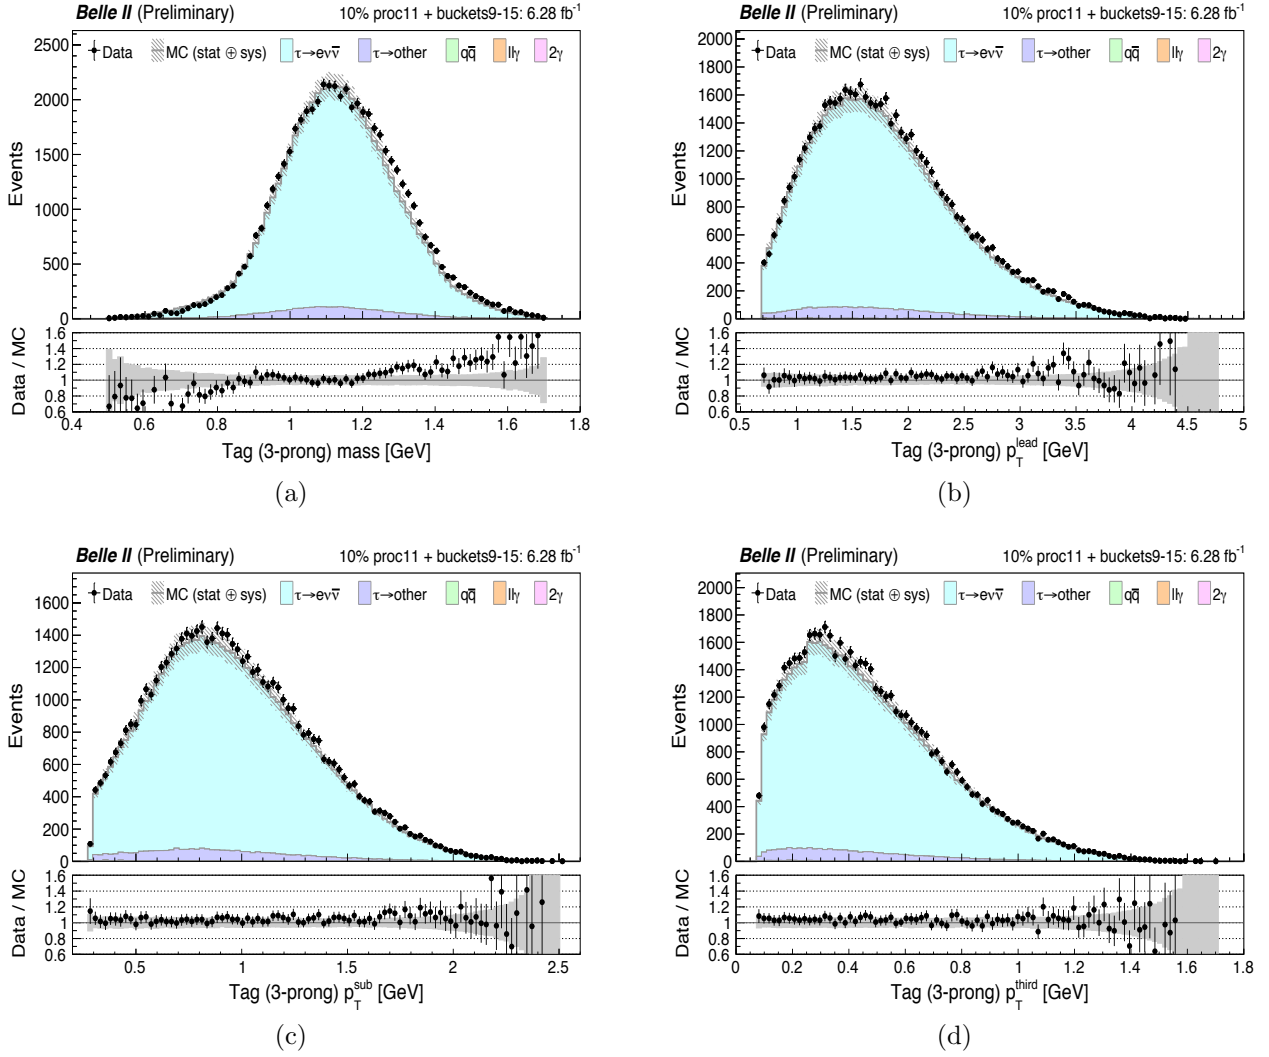 Belle II (Preliminary) 10% proc11 + buckets9-15: 6.28 fb⁻¹
Data MC (stat ⊕ sys) τ→eνν̅ τ→other qq̅ llγ 2γ
Events
2500
2000
1500
1000
500
0
Data / MC
1.6
1.4
1.2
1
0.8
0.6
0.4 0.6 0.8 1 1.2 1.4 1.6 1.8
Tag (3-prong) mass [GeV]
(a)
Belle II (Preliminary) 10% proc11 + buckets9-15: 6.28 fb⁻¹
Data MC (stat ⊕ sys) τ→eνν̅ τ→other qq̅ llγ 2γ
Events
2000
1800
1600
1400
1200
1000
800
600
400
200
0
Data / MC
1.6
1.4
1.2
1
0.8
0.6
0.5 1 1.5 2 2.5 3 3.5 4 4.5 5
Tag (3-prong) p_T^lead [GeV]
(b)
Belle II (Preliminary) 10% proc11 + buckets9-15: 6.28 fb⁻¹
Data MC (stat ⊕ sys) τ→eνν̅ τ→other qq̅ llγ 2γ
Events
1600
1400
1200
1000
800
600
400
200
0
Data / MC
1.6
1.4
1.2
1
0.8
0.6
0.5 1 1.5 2 2.5
Tag (3-prong) p_T^sub [GeV]
(c)
Belle II (Preliminary) 10% proc11 + buckets9-15: 6.28 fb⁻¹
Data MC (stat ⊕ sys) τ→eνν̅ τ→other qq̅ llγ 2γ
Events
2000
1800
1600
1400
1200
1000
800
600
400
200
0
Data / MC
1.6
1.4
1.2
1
0.8
0.6
0 0.2 0.4 0.6 0.8 1 1.2 1.4 1.6 1.8
Tag (3-prong) p_T^third [GeV]
(d)